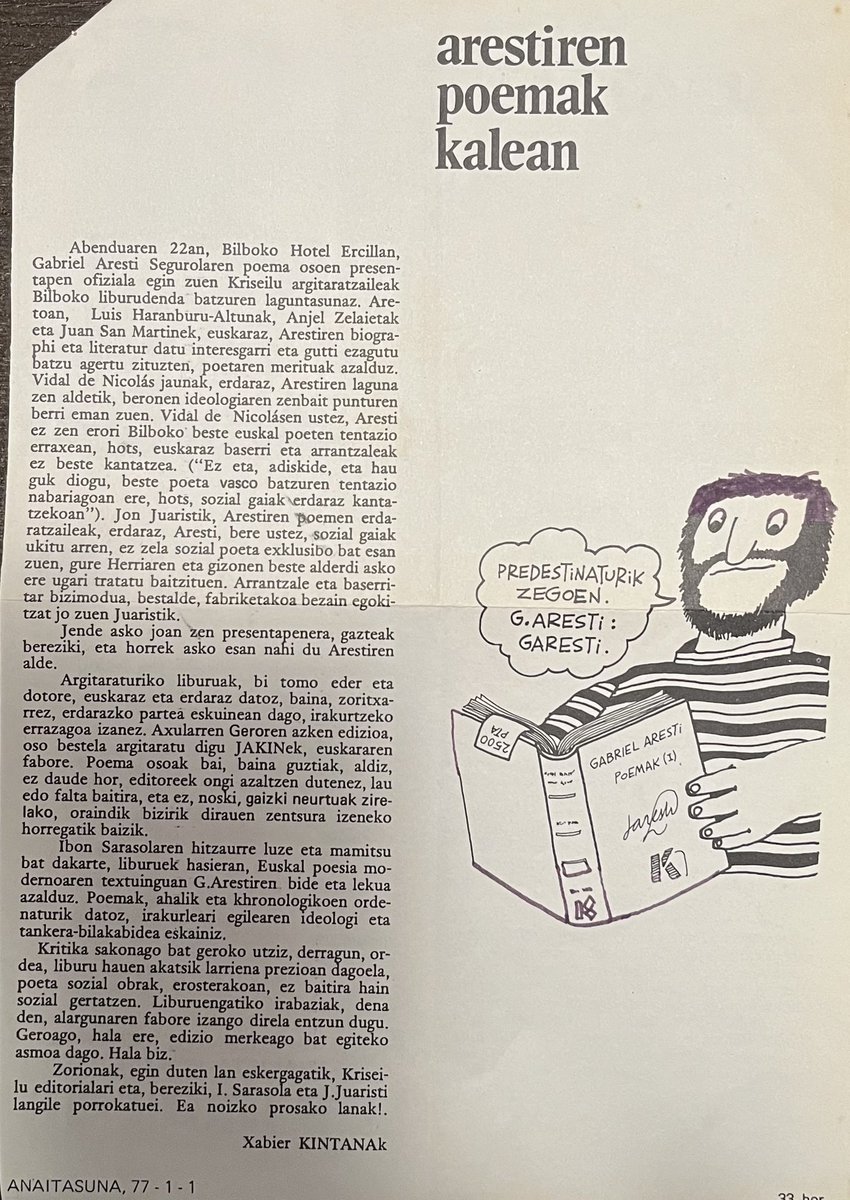 arestiren
poemak
kalean
Abenduaren 22an, Bilboko Hotel Ercillan,
Gabriel Aresti Segurolaren poema osoen presen-
tapen ofiziala egin zuen Kriseilu argitaratzaileak
Bilboko liburudenda batzuren laguntasunaz. Are-
toan, Luis Haranburu-Altunak, Anjel Zelaietak
eta Juan San Martinek, euskaraz, Arestiren biogra-
phi eta literatur datu interesgarri eta gutti ezagutu
batzu agertu zituzten, poetaren merituak azalduz.
Vidal de Nicolás jaunak, erdaraz, Arestiren laguna
zen aldetik, beronen ideologiaren zenbait punturen
berri eman zuen. Vidal de Nicolásen ustez, Aresti
ez zen erori Bilboko beste euskal poeten tentazio
erraxean, hots, euskaraz baserri eta arrantzaleak
ez beste kantatzea. (“Ez eta, adiskide, eta hau
guk diogu, beste poeta vasco batzuren tentazio
nabariagoan ere, hots, sozial gaiak erdaraz kanta-
tzekoan”). Jon Juaristik, Arestiren poemen erda-
ratzaileak, erdaraz, Aresti, bere ustez, sozial gaiak
ukitu arren, ez zela sozial poeta exklusibo bat esan
zuen, gure Herriaren eta gizonen beste alderdi asko
ere ugari tratatu baitzituen. Arrantzale eta baserri-
tar bizimodua, bestalde, fabriketakoa bezain egoki-
tzat jo zuen Juaristik.
Jende asko joan zen presentapenera, gazteak
bereziki, eta horrek asko esan nahi du Arestiren
alde.
Argitaraturiko liburuak, bi tomo eder eta
dotore, euskaraz eta erdaraz datoz, baina, zoritxa-
rrez, erdarazko partea eskuinean dago, irakurtzeko
errazagoa izanez. Axularren Geroren azken edizioa,
oso bestela argitaratu digu JAKINek, euskararen
fabore. Poema osoak bai, baina guztiak, aldiz,
ez daude hor, editoreek ongi azaltzen dutenez, lau
edo falta baitira, eta ez, noski, gaizki neurtuak zire-
lako, oraindik bizirik dirauen zentsura izeneko
horregatik baizik.
Ibon Sarasolaren hitzaurre luze eta mamitsu
bat dakarte, liburuek hasieran, Euskal poesia mo-
dernoaren textuinguan G.Arestiren bide eta lekua
azalduz. Poemak, ahalik eta khronologikoen orde-
naturik datoz, irakurleari egilearen ideologi eta
tankera-bilakabidea eskainiz.
Kritika sakonago bat geroko utziz, derragun, or-
dea, liburu hauen akatsik larriena prezioan dagoela,
poeta sozial obrak, erosterakoan, ez baitira hain
sozial gertatzen. Liburuengatiko irabaziak, dena
den, alargunaren fabore izango direla entzun dugu.
Geroago, hala ere, edizio merkeago bat egiteko
asmoa dago. Hala biz.
Zorionak, egin duten lan eskergagatik, Krisei-
lu editorialari eta, bereziki, I. Sarasola eta J.Juaristi
langile porrokatuei. Ea noizko prosako lanak!.
Xabier KINTANAk
PREDESTINATURIK
ZEGOEN.
G.ARESTI:
GARESTI.
2500
PTA
GABRIEL ARESTI
POEMAK (I).
K
K
ANAITASUNA, 77 - 1 - 1
33 hor